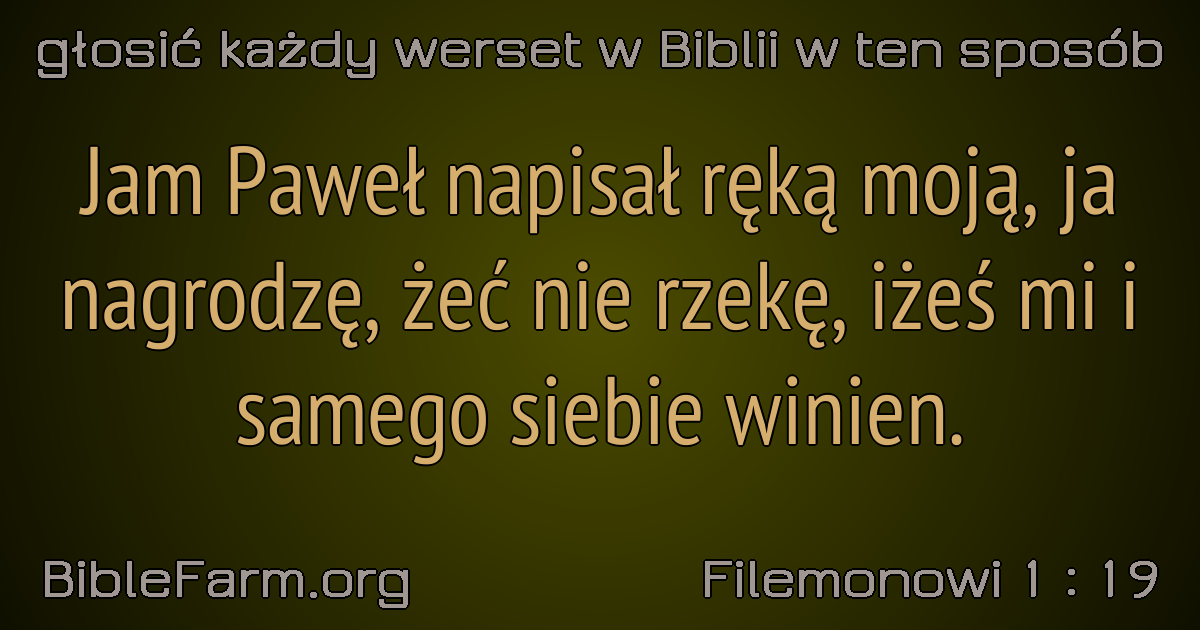 głosić każdy werset w Biblii w ten sposób
Jam Paweł napisał ręką moją, ja
nagrodzę, żeć nie rzekę, iżeś mi i
samego siebie winien.
BibleFarm.org
Filemonowi 1 : 19